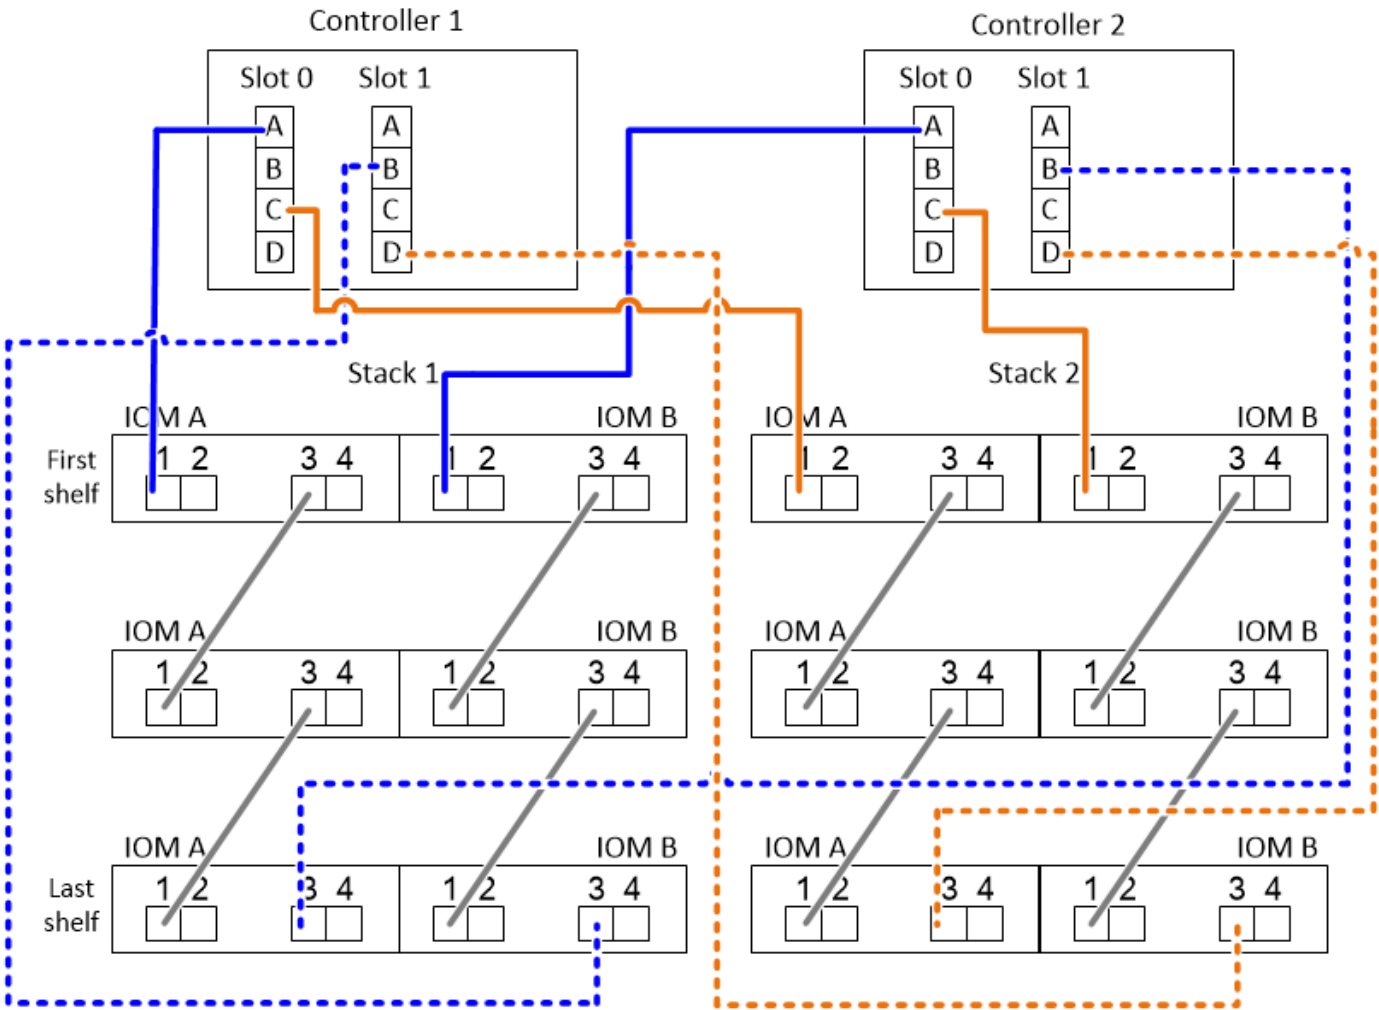 Controller 1
Controller 2
Slot 0 Slot 1
Slot 0 Slot 1
A A
B B
C C
D D
A A
B B
C C
D D
Stack 1
Stack 2
IOM A IOM B
IOM A IOM B
First
shelf
1 2 3 4 1 2 3 4
1 2 3 4 1 2 3 4
IOM A IOM B
IOM A IOM B
1 2 3 4 1 2 3 4
1 2 3 4 1 2 3 4
IOM A IOM B
IOM A IOM B
Last
shelf
1 2 3 4 1 2 3 4
1 2 3 4 1 2 3 4